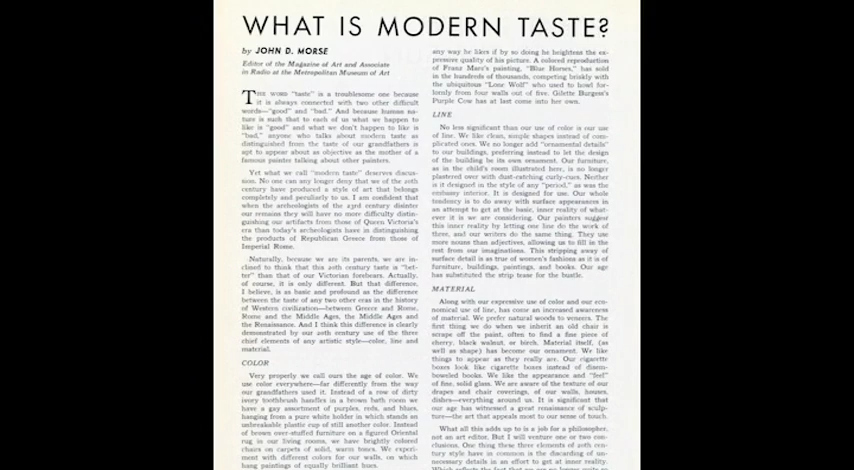 WHAT IS MODERN TASTE?
by JOHN D. MORSE
Editor of the Magazine of Art and Associate
in Radio at the Metropolitan Museum of Art
THE WORD "taste" is a troublesome one because
it is always connected with two other difficult
words—"good" and "bad." And because human na-
ture is such that to each of us what we happen to
like is "good" and what we don't happen to like is
"bad," anyone who talks about modern taste as
distinguished from the taste of our grandfathers is
apt to appear about as objective as the mother of a
famous painter talking about other painters.
Yet what we call "modern taste" deserves discus-
sion. No one can any longer deny that we of the 20th
century have produced a style of art that belongs
completely and peculiarly to us. I am confident that
when the archeologists of the 23rd century disinter
our remains they will have no more difficulty distin-
guishing our artifacts from those of Queen Victoria's
era than today's archeologists have in distinguishing
the products of Republican Greece from those of
Imperial Rome.
Naturally, because we are its parents, we are in-
clined to think that this 20th century taste is "bet-
ter" than that of our Victorian forebears. Actually,
of course, it is only different. But that difference,
I believe, is as basic and profound as the difference
between the taste of any two other eras in the history
of Western civilization—between Greece and Rome,
Rome and the Middle Ages, the Middle Ages and
the Renaissance. And I think this difference is clearly
demonstrated by our 20th century use of the three
chief elements of any artistic style—color, line and
material.
COLOR
Very properly we call ours the age of color. We
use color everywhere—far differently from the way
our grandfathers used it. Instead of a row of dirty
ivory toothbrush handles in a brown bath room we
have a gay assortment of purples, reds, and blues,
hanging from a pure white holder in which stands an
unbreakable plastic cup of still another color. Instead
of brown over-stuffed furniture on a figured Oriental
rug in our living rooms, we have brightly colored
chairs on carpets of solid, warm tones. We experi-
ment with different colors for our walls, on which
hang paintings of equally brilliant hues.
any way he likes if by so doing he heightens the ex-
pressive quality of his picture. A colored reproduction
of Franz Marc's painting, "Blue Horses," has sold
in the hundreds of thousands, competing briskly with
the ubiquitous "Lone Wolf" who used to howl for-
lornly from four walls out of five. Gilette Burgess's
Purple Cow has at last come into her own.
LINE
No less significant than our use of color is our use
of line. We like clean, simple shapes instead of com-
plicated ones. We no longer add "ornamental details"
to our buildings, preferring instead to let the design
of the building be its own ornament. Our furniture,
as in the child's room illustrated here, is no longer
plastered over with dust-catching curly-cues. Neither
is it designed in the style of any "period," as was the
embassy interior. It is designed for use. Our whole
tendency is to do away with surface appearances in
an attempt to get at the basic, inner reality of what-
ever it is we are considering. Our painters suggest
this inner reality by letting one line do the work of
three, and our writers do the same thing. They use
more nouns than adjectives, allowing us to fill in the
rest from our imaginations. This stripping away of
surface detail is as true of women's fashions as it is of
furniture, buildings, paintings, and books. Our age
has substituted the strip tease for the bustle.
MATERIAL
Along with our expressive use of color and our eco-
nomical use of line, has come an increased awareness
of material. We prefer natural woods to veneers. The
first thing we do when we inherit an old chair is
scrape off the paint, often to find a fine piece of
cherry, black walnut, or birch. Material itself, (as
well as shape) has become our ornament. We like
things to appear as they really are. Our cigarette
boxes look like cigarette boxes instead of disem-
boweled books. We like the appearance and "feel"
of fine, solid glass. We are aware of the texture of our
drapes and chair coverings, of our walls, houses,
dishes—everything around us. It is significant that
our age has witnessed a great renaissance of sculp-
ture—the art that appeals most to our sense of touch.
What all this adds up to is a job for a philosopher,
not an art editor. But I will venture one or two con-
clusions. One thing these three elements of 20th cen-
tury style have in common is the discarding of un-
necessary details in an effort to get at inner reality.